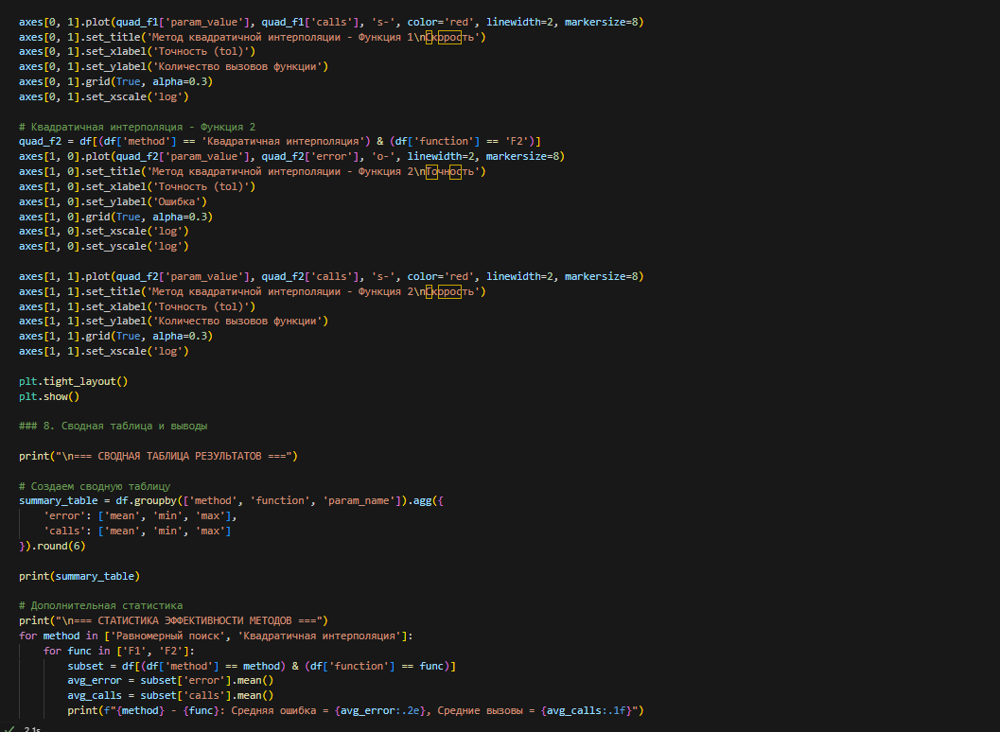 axes[0, 1].plot(quad_f1['param_value'], quad_f1['calls'], 's-', color='red', linewidth=2, markersize=8)
axes[0, 1].set_title('Метод квадратичной интерполяции - Функция 1\nСкорость')
axes[0, 1].set_xlabel('Точность (tol)')
axes[0, 1].set_ylabel('Количество вызовов функции')
axes[0, 1].grid(True, alpha=0.3)
axes[0, 1].set_xscale('log')

# Квадратичная интерполяция - Функция 2
quad_f2 = df[(df['method'] == 'Квадратичная интерполяция') & (df['function'] == 'F2')]
axes[1, 0].plot(quad_f2['param_value'], quad_f2['error'], 'o-', linewidth=2, markersize=8)
axes[1, 0].set_title('Метод квадратичной интерполяции - Функция 2\nТочность')
axes[1, 0].set_xlabel('Точность (tol)')
axes[1, 0].set_ylabel('Ошибка')
axes[1, 0].grid(True, alpha=0.3)
axes[1, 0].set_xscale('log')
axes[1, 0].set_yscale('log')

axes[1, 1].plot(quad_f2['param_value'], quad_f2['calls'], 's-', color='red', linewidth=2, markersize=8)
axes[1, 1].set_title('Метод квадратичной интерполяции - Функция 2\nСкорость')
axes[1, 1].set_xlabel('Точность (tol)')
axes[1, 1].set_ylabel('Количество вызовов функции')
axes[1, 1].grid(True, alpha=0.3)
axes[1, 1].set_xscale('log')

plt.tight_layout()
plt.show()

### 8. Сводная таблица и выводы

print("\n=== СВОДНАЯ ТАБЛИЦА РЕЗУЛЬТАТОВ ===")

# Создаем сводную таблицу
summary_table = df.groupby(['method', 'function', 'param_name']).agg({
    'error': ['mean', 'min', 'max'],
    'calls': ['mean', 'min', 'max']
}).round(6)

print(summary_table)

# Дополнительная статистика
print("\n=== СТАТИСТИКА ЭФФЕКТИВНОСТИ МЕТОДОВ ===")
for method in ['Равномерный поиск', 'Квадратичная интерполяция']:
    for func in ['F1', 'F2']:
        subset = df[(df['method'] == method) & (df['function'] == func)]
        avg_error = subset['error'].mean()
        avg_calls = subset['calls'].mean()
        print(f"{method} - {func}: Средняя ошибка = {avg_error:.2e}, Средние вызовы = {avg_calls:.1f}")
2.1s